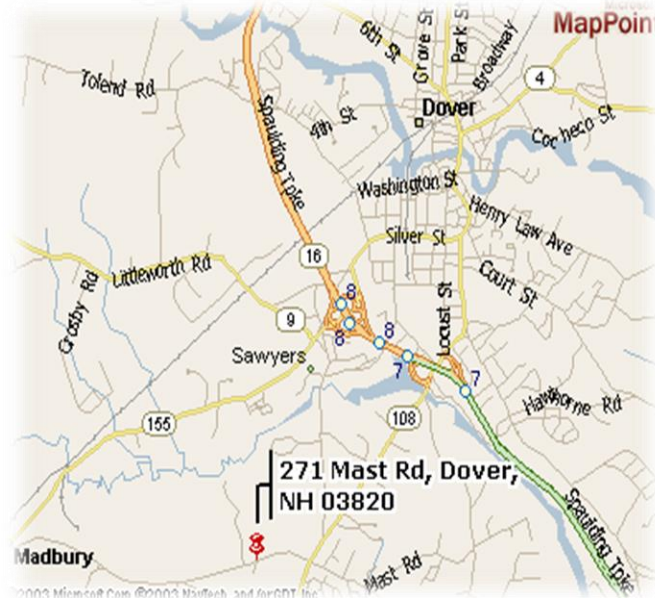 MapPoin
6th St
Grove St
Park St
Broadway
Tolend Rd
4
Dover
Spaulding Tpke
4th St
Cocheco St
Washington St
Henry Law Ave
Silver St
16
Court St
Littleworth Rd
Crosby Rd
8
9
Locust St
8
8
Sawyers
7
7
Hawthorne Rd
108
155
271 Mast Rd, Dover,
NH 03820
Spaulding Tpke
Madbury
Mast Rd